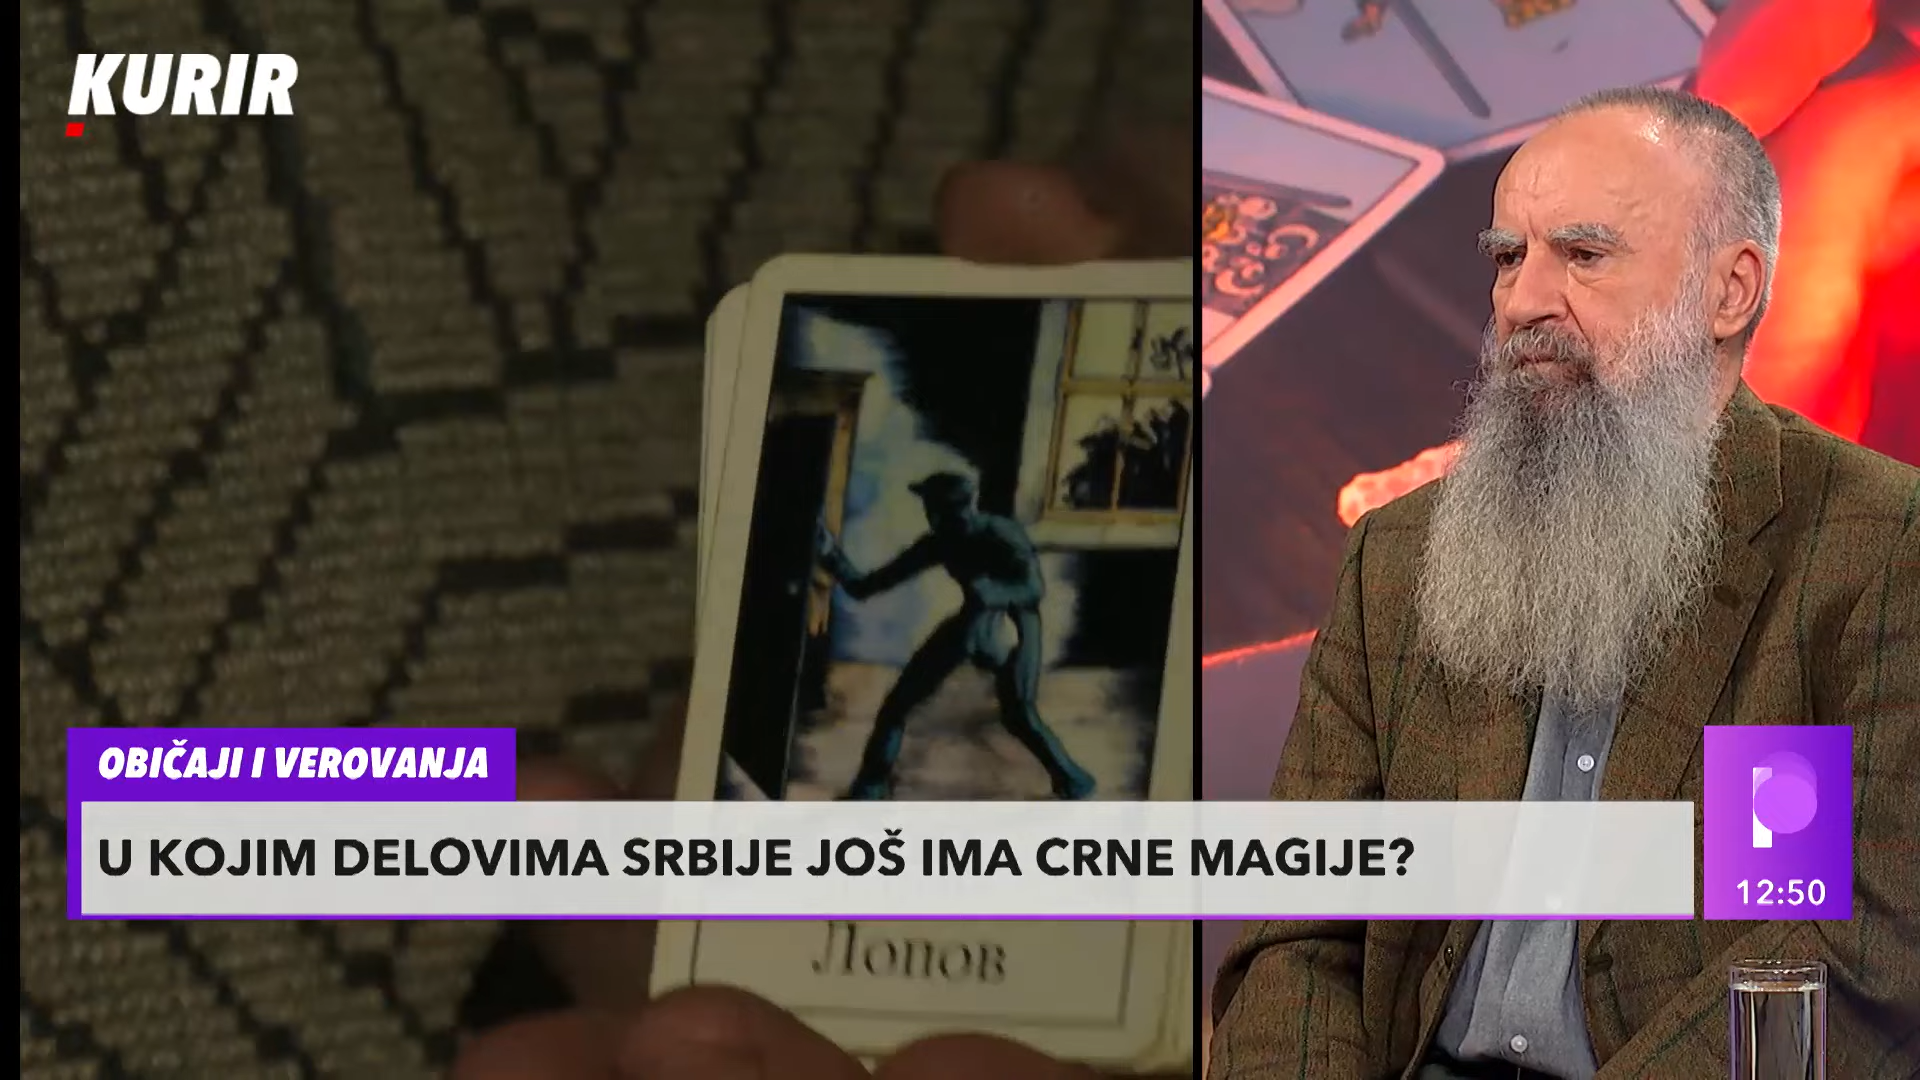 KURIR
OBIČAJI I VEROVANJA
U KOJIM DELOVIMA SRBIJE JOŠ IMA CRNE MAGIJE?
12:50
Лопов